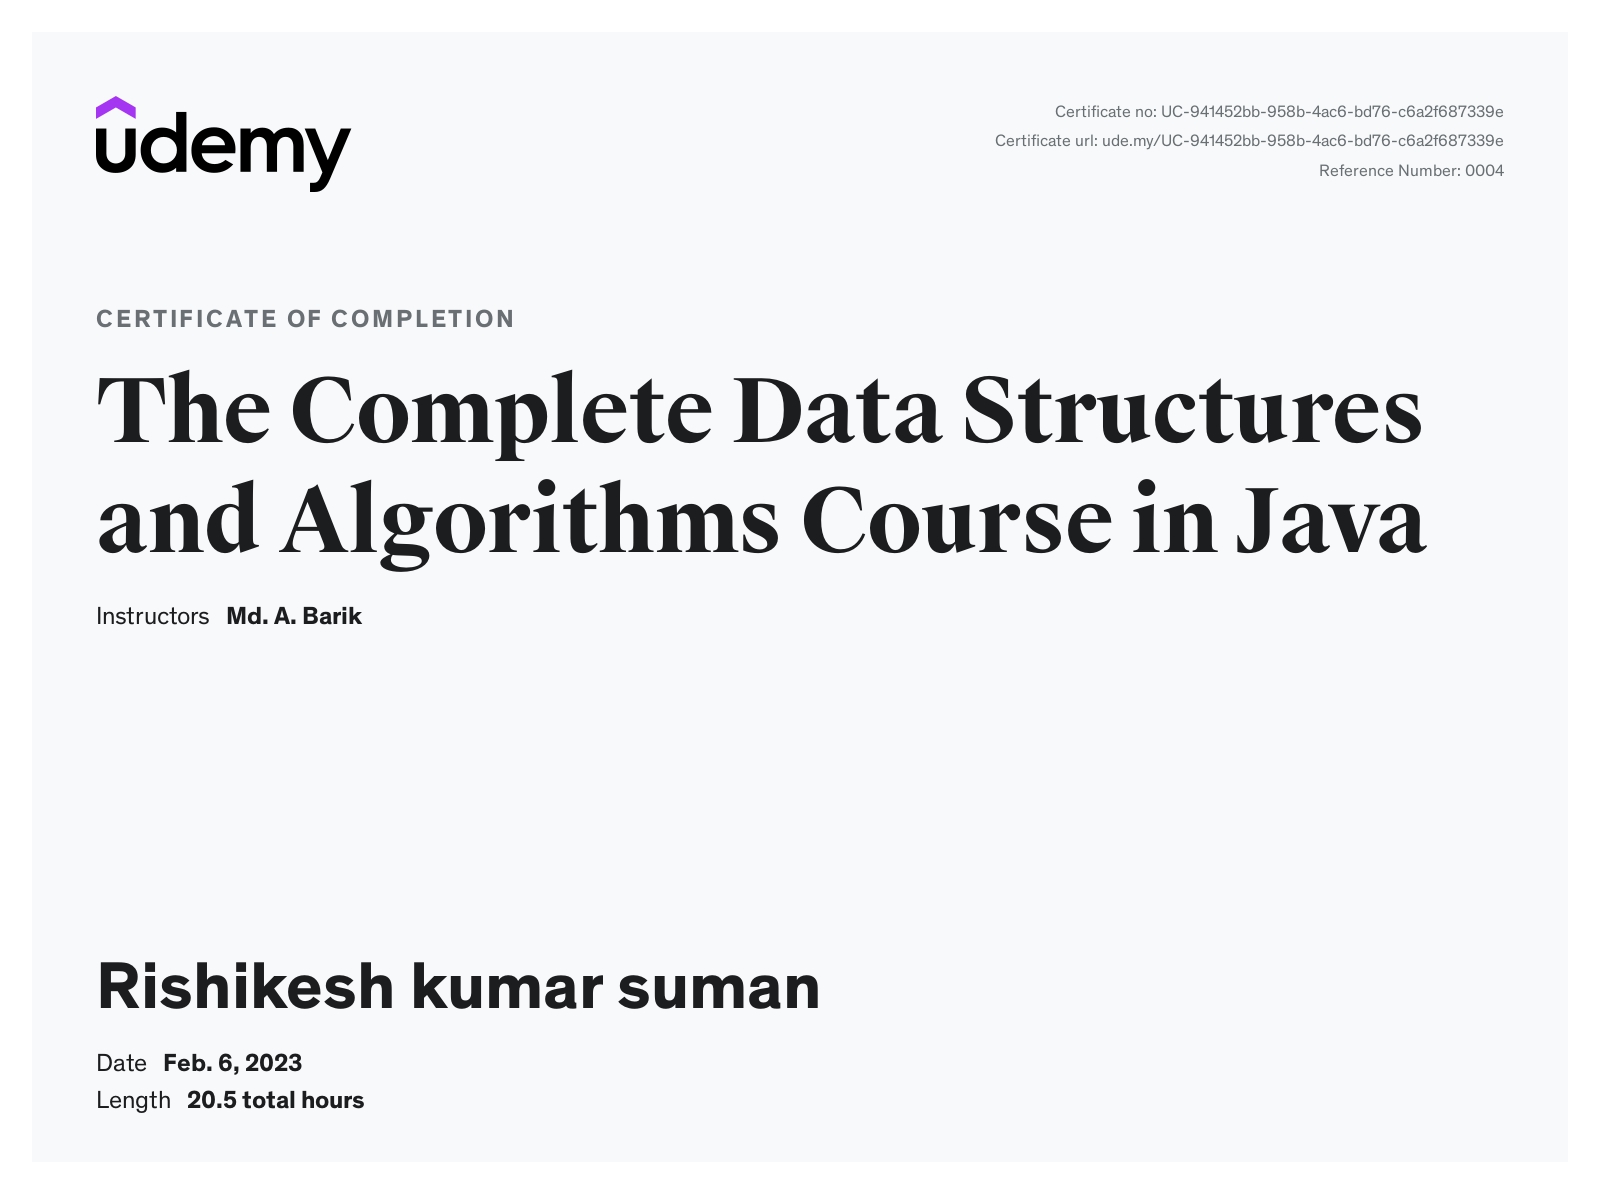 udemy
Certificate no: UC-941452bb-958b-4ac6-bd76-c6a2f687339e
Certificate url: ude.my/UC-941452bb-958b-4ac6-bd76-c6a2f687339e
Reference Number: 0004
CERTIFICATE OF COMPLETION
The Complete Data Structures
and Algorithms Course in Java
Instructors Md. A. Barik
Rishikesh kumar suman
Date Feb. 6, 2023
Length 20.5 total hours